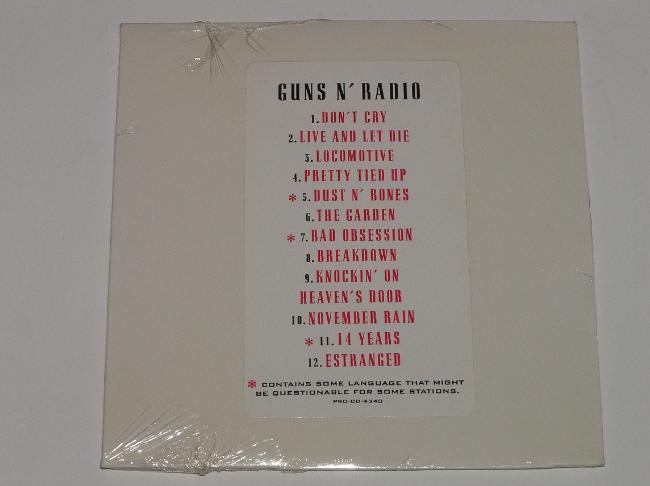 GUNS N' RADIO
1. DON'T CRY
2. LIVE AND LET DIE
3. LOCOMOTIVE
4. PRETTY TIED UP
* 5. DUST N' BONES
6. THE GARDEN
* 7. BAD OBSESSION
8. BREAKDOWN
9. KNOCKIN' ON
HEAVEN'S DOOR
10. NOVEMBER RAIN
* 11. 14 YEARS
12. ESTRANGED
* CONTAINS SOME LANGUAGE THAT MIGHT
BE QUESTIONABLE FOR SOME STATIONS.
PRO-CD-4340